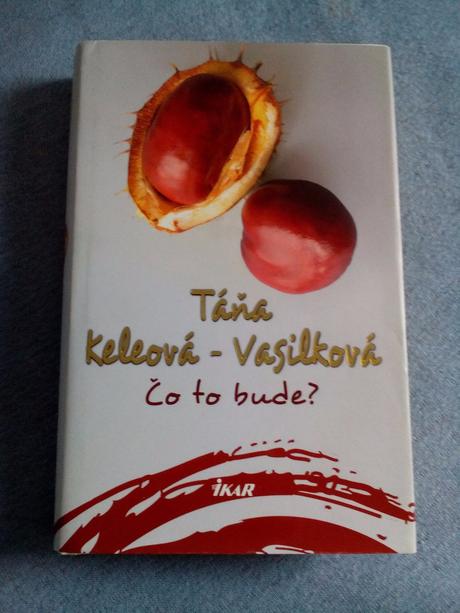 Táňa
Keleová - Vasilková
Čo to bude?
IKAR